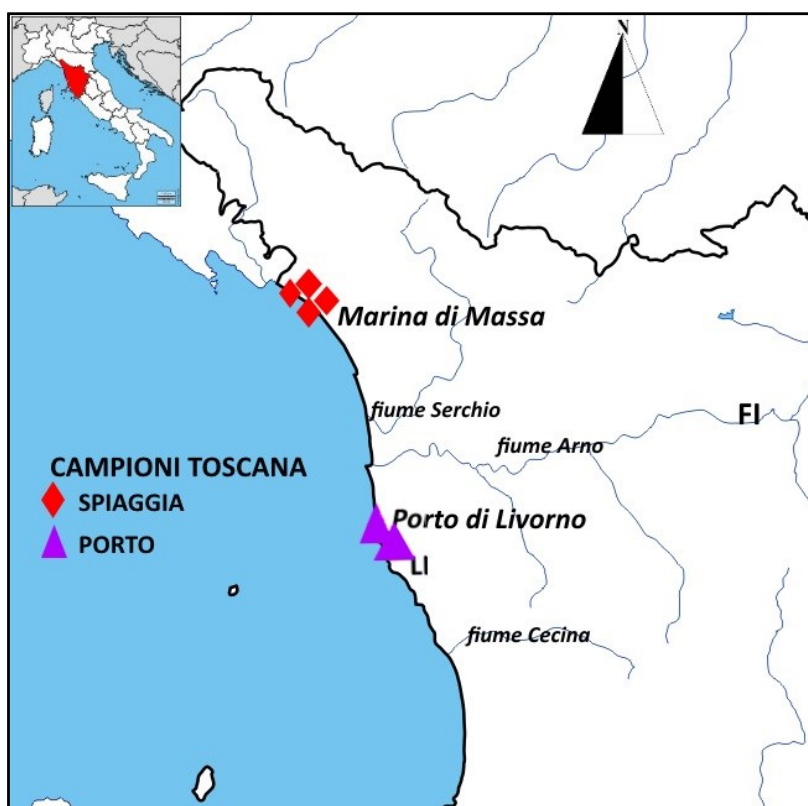 N
Marina di Massa
fiume Serchio
FI
fiume Arno
CAMPIONI TOSCANA
SPIAGGIA
PORTO
Porto di Livorno
LI
fiume Cecina